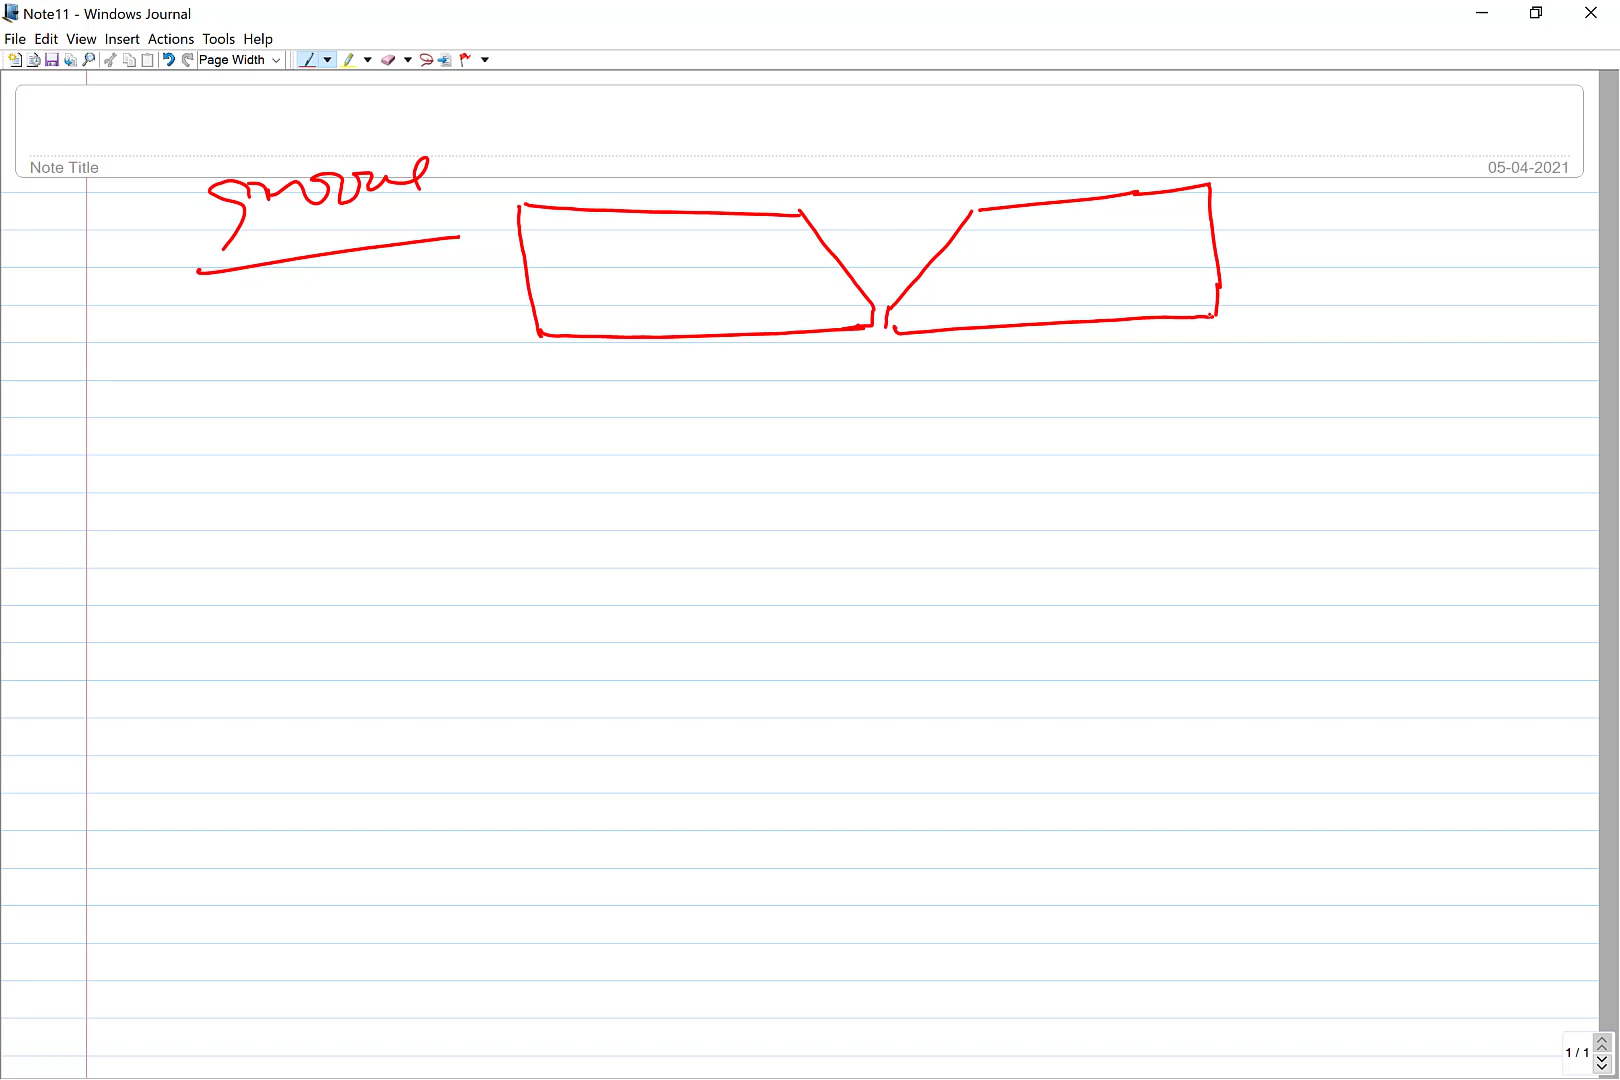 Note11 - Windows Journal
File Edit View Insert Actions Tools Help
Page Width
Note Title
05-04-2021
1 / 1